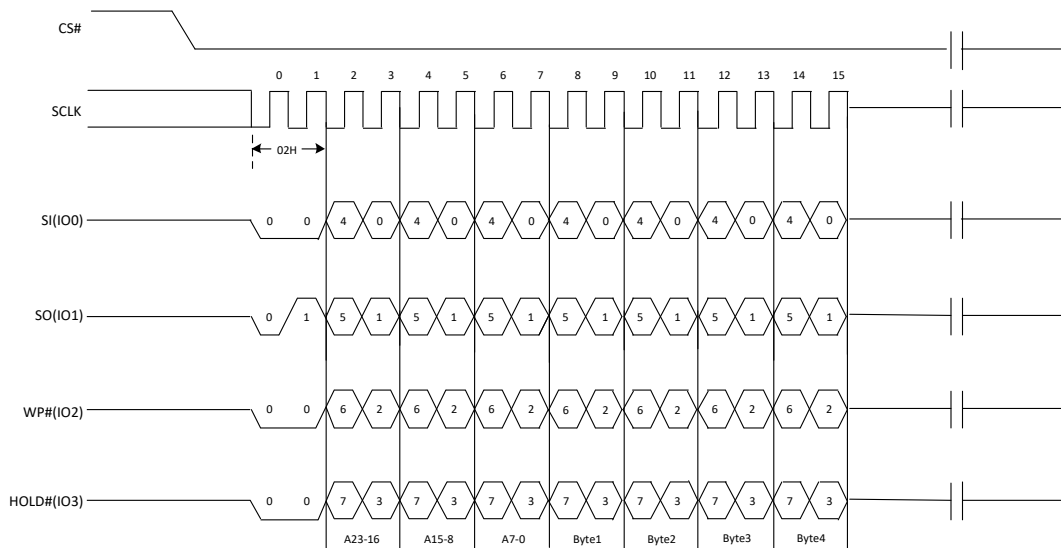 CS#
0 1 2 3 4 5 6 7 8 9 10 11 12 13 14 15
SCLK
02H
SI(IO0) 0 0 4 0 4 0 4 0 4 0 4 0 4 0 4 0
SO(IO1) 0 1 5 1 5 1 5 1 5 1 5 1 5 1 5 1
WP#(IO2) 0 0 6 2 6 2 6 2 6 2 6 2 6 2 6 2
HOLD#(IO3) 0 0 7 3 7 3 7 3 7 3 7 3 7 3 7 3
A23-16 A15-8 A7-0 Byte1 Byte2 Byte3 Byte4